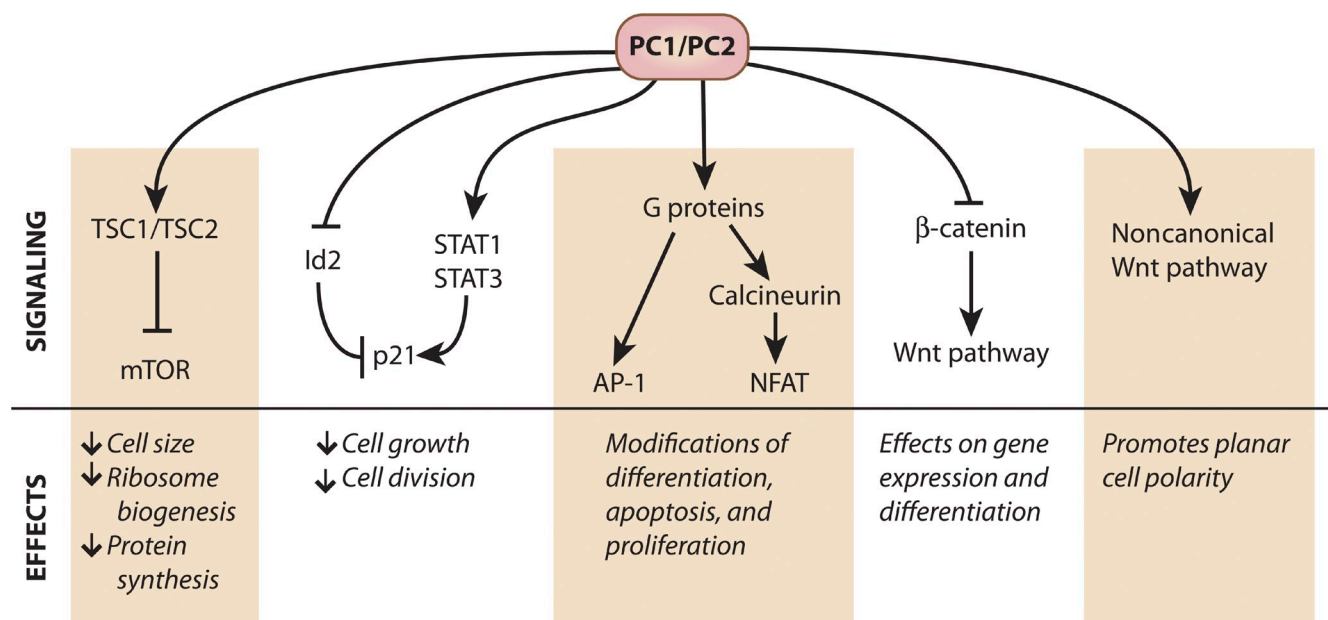 PC1/PC2
SIGNALING
TSC1/TSC2
mTOR
Id2
STAT1
STAT3
p21
G proteins
Calcineurin
AP-1
NFAT
β-catenin
Wnt pathway
Noncanonical
Wnt pathway
EFFECTS
↓ Cell size
↓ Ribosome
biogenesis
↓ Protein
synthesis
↓ Cell growth
↓ Cell division
Modifications of
differentiation,
apoptosis, and
proliferation
Effects on gene
expression and
differentiation
Promotes planar
cell polarity